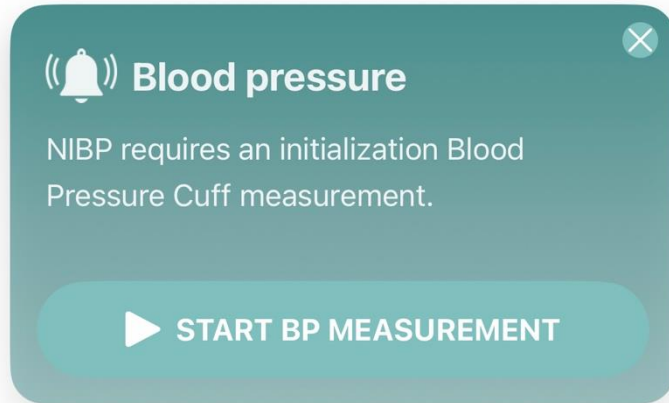 Blood pressure
NIBP requires an initialization Blood
Pressure Cuff measurement.
START BP MEASUREMENT